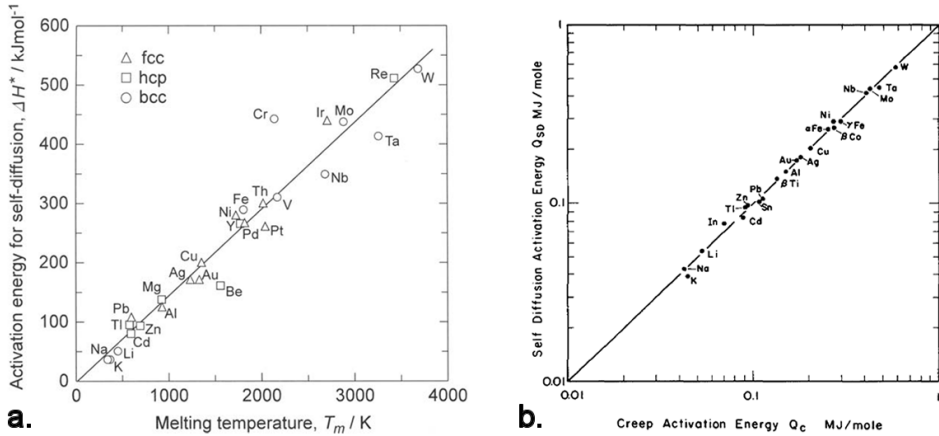 600
500
400
300
200
100
0
Activation energy for self-diffusion, ΔH* / kJmol⁻¹
△ fcc
□ hcp
○ bcc
Cr
Ir
Mo
Re
W
Ta
Nb
Th
V
Fe
Ni
Y
Pd
Pt
Cu
Ag
Au
Be
Mg
Al
Pb
Tl
Zn
Cd
Na
Li
K
0 1000 2000 3000 4000
Melting temperature, Tm / K
a.
Self Diffusion Activation Energy QSD MJ/mole
1
0.1
0.01
W
Ta
Nb
Mo
Ni
γFe
αFe
βCo
Cu
Au
Ag
Al
βTi
Pb
Zn
Sn
Tl
Cd
In
Li
Na
K
0.01 0.1 1
Creep Activation Energy Qc MJ/mole
b.